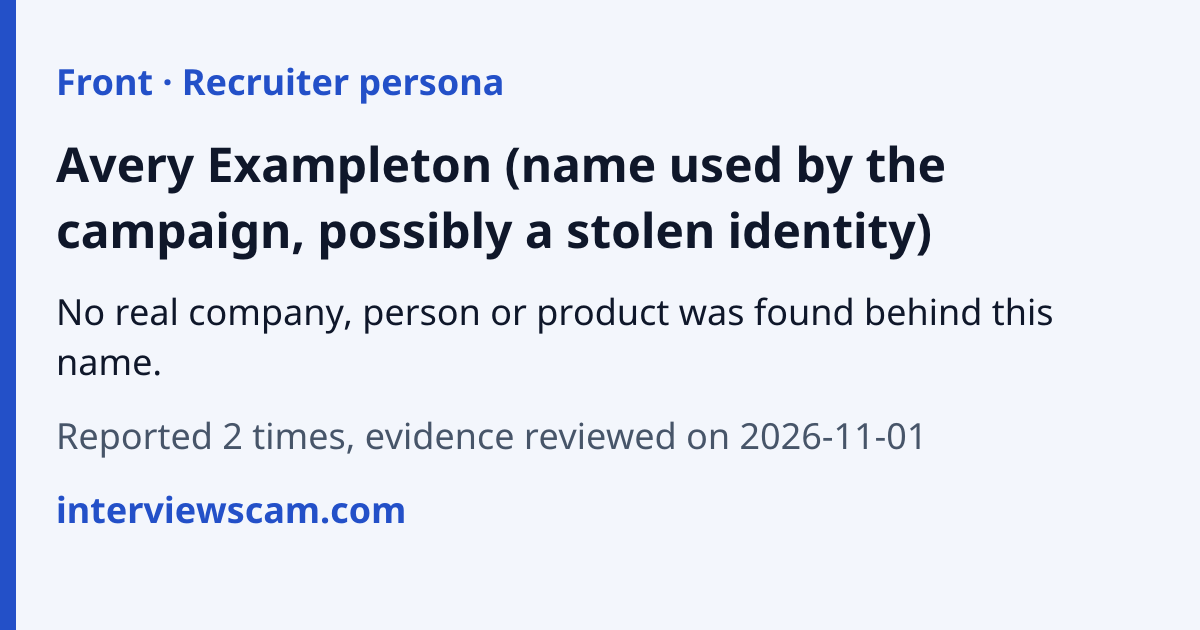 Front · Recruiter persona
Avery Exampleton (name used by the
campaign, possibly a stolen identity)
No real company, person or product was found behind this
name.
Reported 2 times, evidence reviewed on 2026-11-01
interviewscam.com